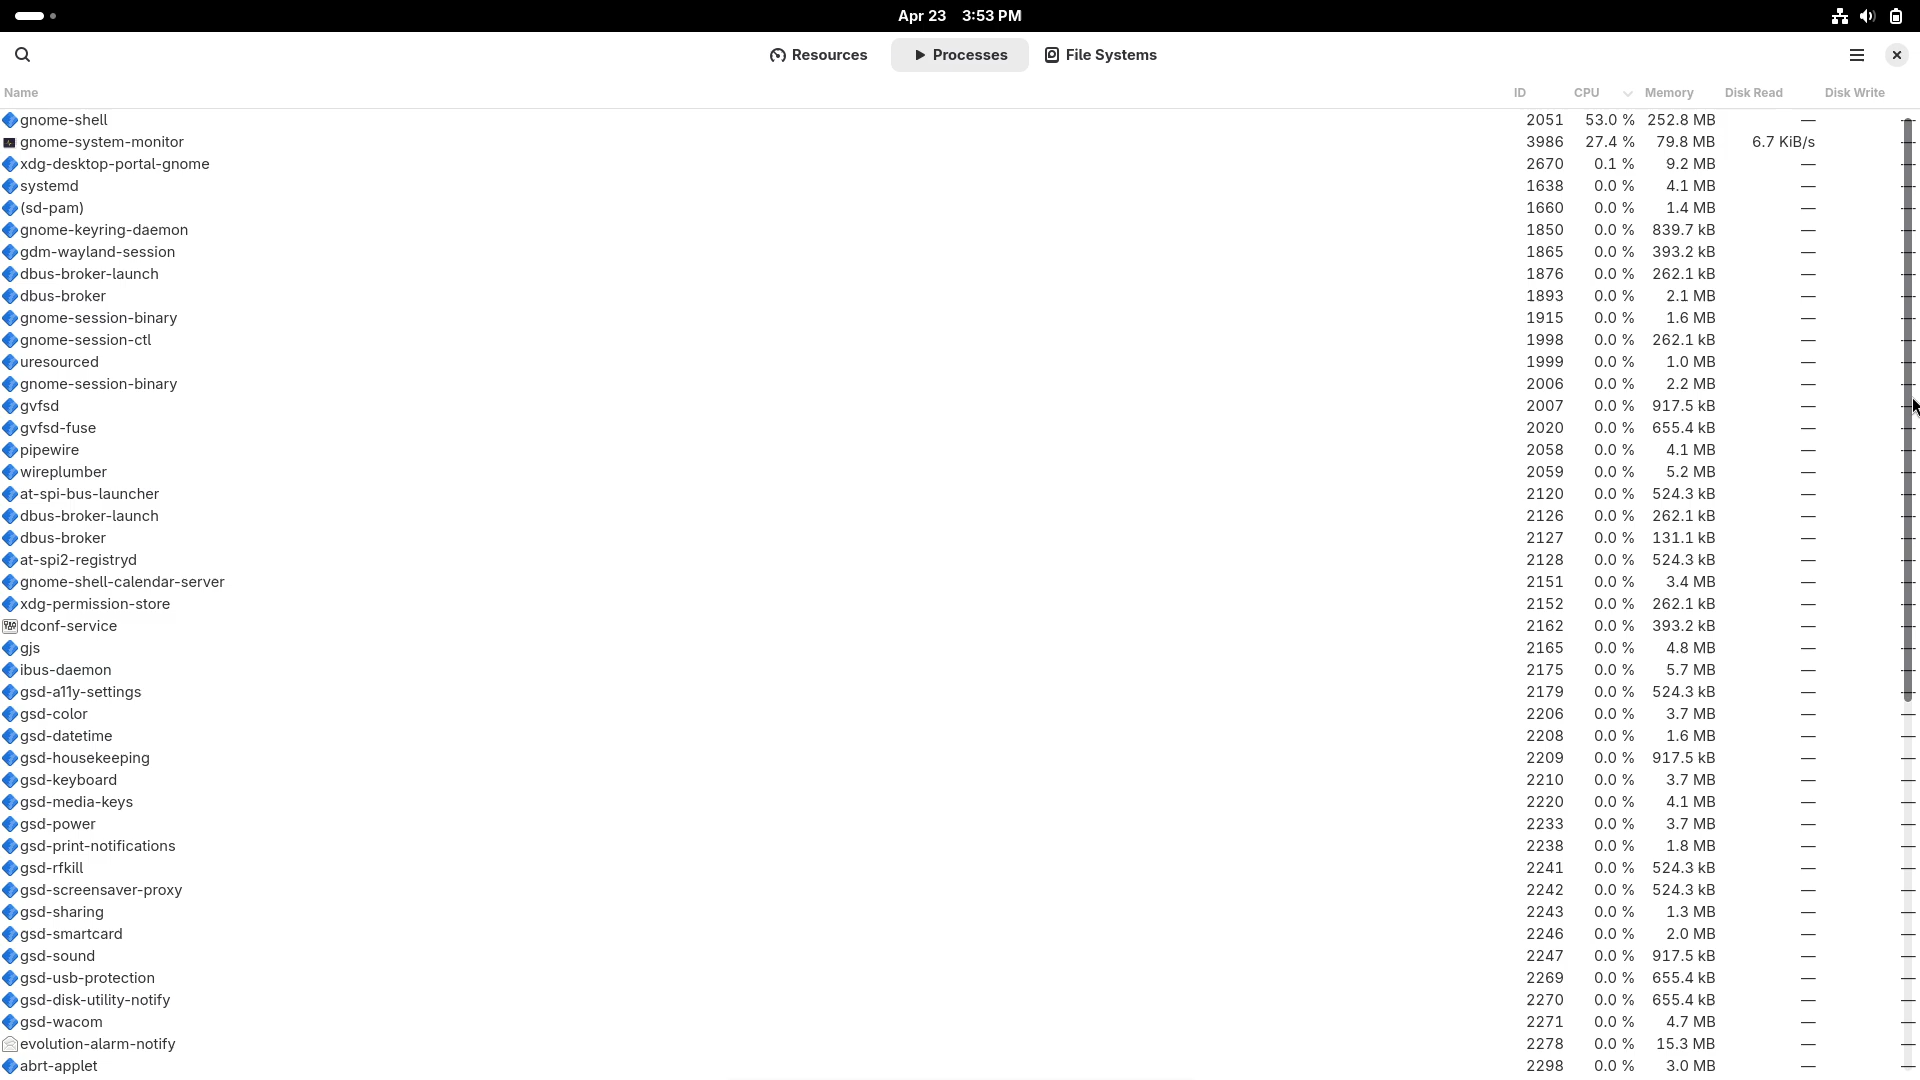 Apr 23 3:53 PM
Resources Processes File Systems
Name ID CPU Memory Disk Read Disk Write
gnome-shell 2051 53.0 % 252.8 MB — —
gnome-system-monitor 3986 27.4 % 79.8 MB 6.7 KiB/s —
xdg-desktop-portal-gnome 2670 0.1 % 9.2 MB — —
systemd 1638 0.0 % 4.1 MB — —
(sd-pam) 1660 0.0 % 1.4 MB — —
gnome-keyring-daemon 1850 0.0 % 839.7 kB — —
gdm-wayland-session 1865 0.0 % 393.2 kB — —
dbus-broker-launch 1876 0.0 % 262.1 kB — —
dbus-broker 1893 0.0 % 2.1 MB — —
gnome-session-binary 1915 0.0 % 1.6 MB — —
gnome-session-ctl 1998 0.0 % 262.1 kB — —
uresourced 1999 0.0 % 1.0 MB — —
gnome-session-binary 2006 0.0 % 2.2 MB — —
gvfsd 2007 0.0 % 917.5 kB — —
gvfsd-fuse 2020 0.0 % 655.4 kB — —
pipewire 2058 0.0 % 4.1 MB — —
wireplumber 2059 0.0 % 5.2 MB — —
at-spi-bus-launcher 2120 0.0 % 524.3 kB — —
dbus-broker-launch 2126 0.0 % 262.1 kB — —
dbus-broker 2127 0.0 % 131.1 kB — —
at-spi2-registryd 2128 0.0 % 524.3 kB — —
gnome-shell-calendar-server 2151 0.0 % 3.4 MB — —
xdg-permission-store 2152 0.0 % 262.1 kB — —
dconf-service 2162 0.0 % 393.2 kB — —
gjs 2165 0.0 % 4.8 MB — —
ibus-daemon 2175 0.0 % 5.7 MB — —
gsd-a11y-settings 2179 0.0 % 524.3 kB — —
gsd-color 2206 0.0 % 3.7 MB — —
gsd-datetime 2208 0.0 % 1.6 MB — —
gsd-housekeeping 2209 0.0 % 917.5 kB — —
gsd-keyboard 2210 0.0 % 3.7 MB — —
gsd-media-keys 2220 0.0 % 4.1 MB — —
gsd-power 2233 0.0 % 3.7 MB — —
gsd-print-notifications 2238 0.0 % 1.8 MB — —
gsd-rfkill 2241 0.0 % 524.3 kB — —
gsd-screensaver-proxy 2242 0.0 % 524.3 kB — —
gsd-sharing 2243 0.0 % 1.3 MB — —
gsd-smartcard 2246 0.0 % 2.0 MB — —
gsd-sound 2247 0.0 % 917.5 kB — —
gsd-usb-protection 2269 0.0 % 655.4 kB — —
gsd-disk-utility-notify 2270 0.0 % 655.4 kB — —
gsd-wacom 2271 0.0 % 4.7 MB — —
evolution-alarm-notify 2278 0.0 % 15.3 MB — —
abrt-applet 2298 0.0 % 3.0 MB — —